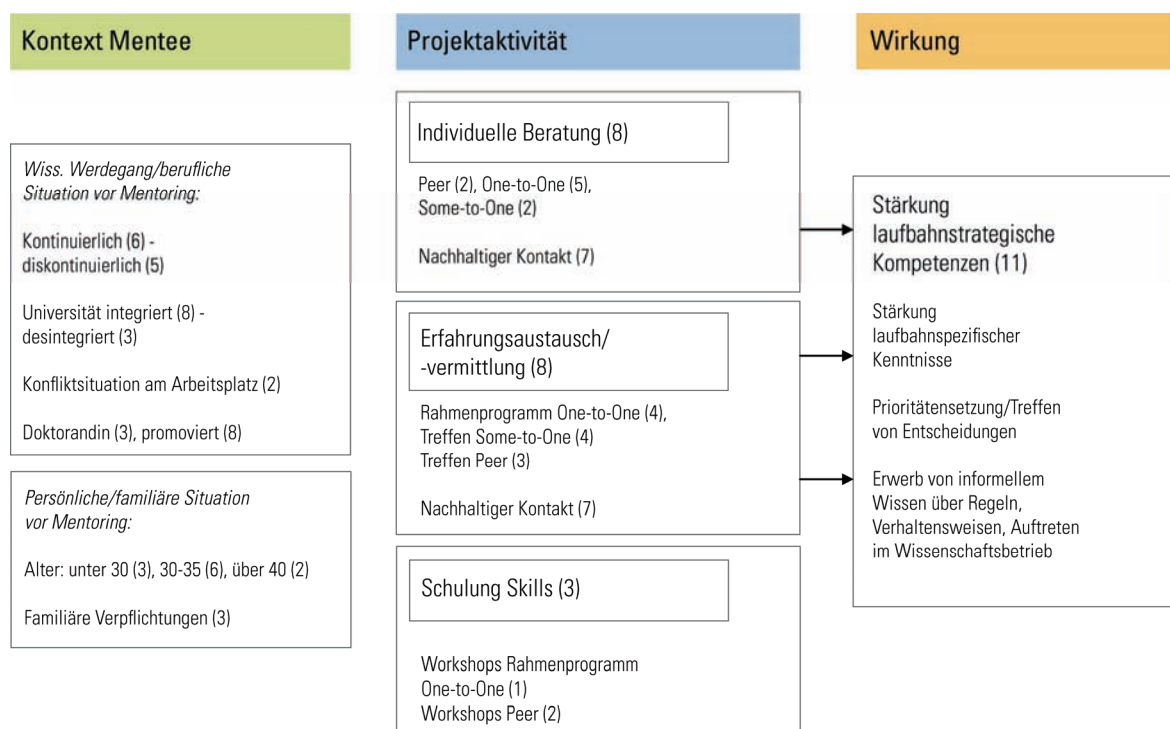 Kontext Mentee
Wiss. Werdegang/berufliche
Situation vor Mentoring:
Kontinuierlich (6) -
diskontinuierlich (5)
Universität integriert (8) -
desintegriert (3)
Konfliktsituation am Arbeitsplatz (2)
Doktorandin (3), promoviert (8)
Persönliche/familiäre Situation
vor Mentoring:
Alter: unter 30 (3), 30-35 (6), über 40 (2)
Familiäre Verpflichtungen (3)
Projektaktivität
Individuelle Beratung (8)
Peer (2), One-to-One (5),
Some-to-One (2)
Nachhaltiger Kontakt (7)
Erfahrungsaustausch/
-vermittlung (8)
Rahmenprogramm One-to-One (4),
Treffen Some-to-One (4)
Treffen Peer (3)
Nachhaltiger Kontakt (7)
Schulung Skills (3)
Workshops Rahmenprogramm
One-to-One (1)
Workshops Peer (2)
Wirkung
Stärkung
laufbahnstrategische
Kompetenzen (11)
Stärkung
laufbahnspezifischer
Kenntnisse
Prioritätensetzung/Treffen
von Entscheidungen
Erwerb von informellem
Wissen über Regeln,
Verhaltensweisen, Auftreten
im Wissenschaftsbetrieb